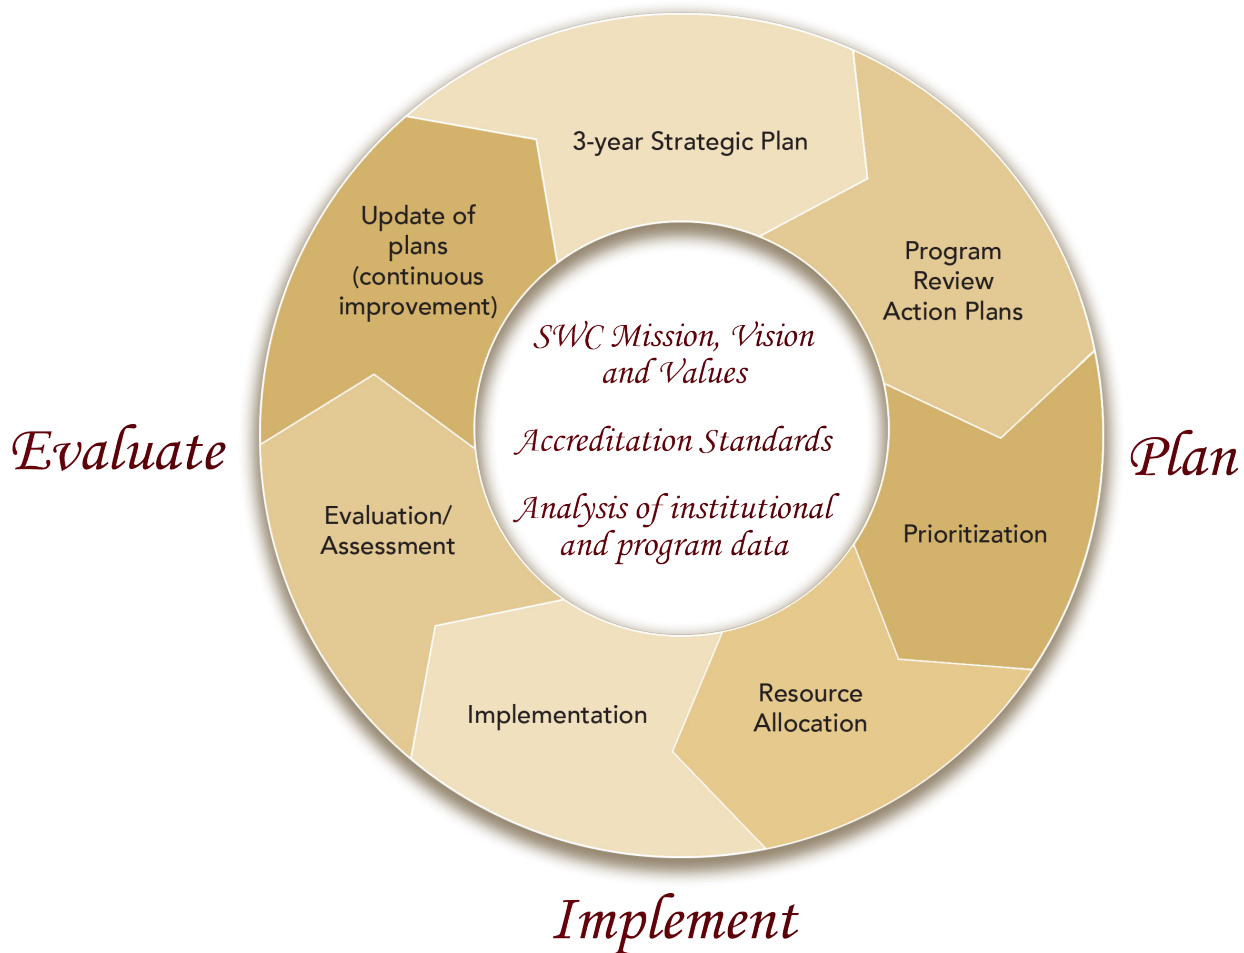 3-year Strategic Plan
Program
Review
Action Plans
Prioritization
Resource
Allocation
Implementation
Evaluation/
Assessment
Update of
plans
(continuous
improvement)
SWC Mission, Vision
and Values
Accreditation Standards
Analysis of institutional
and program data
Plan
Implement
Evaluate